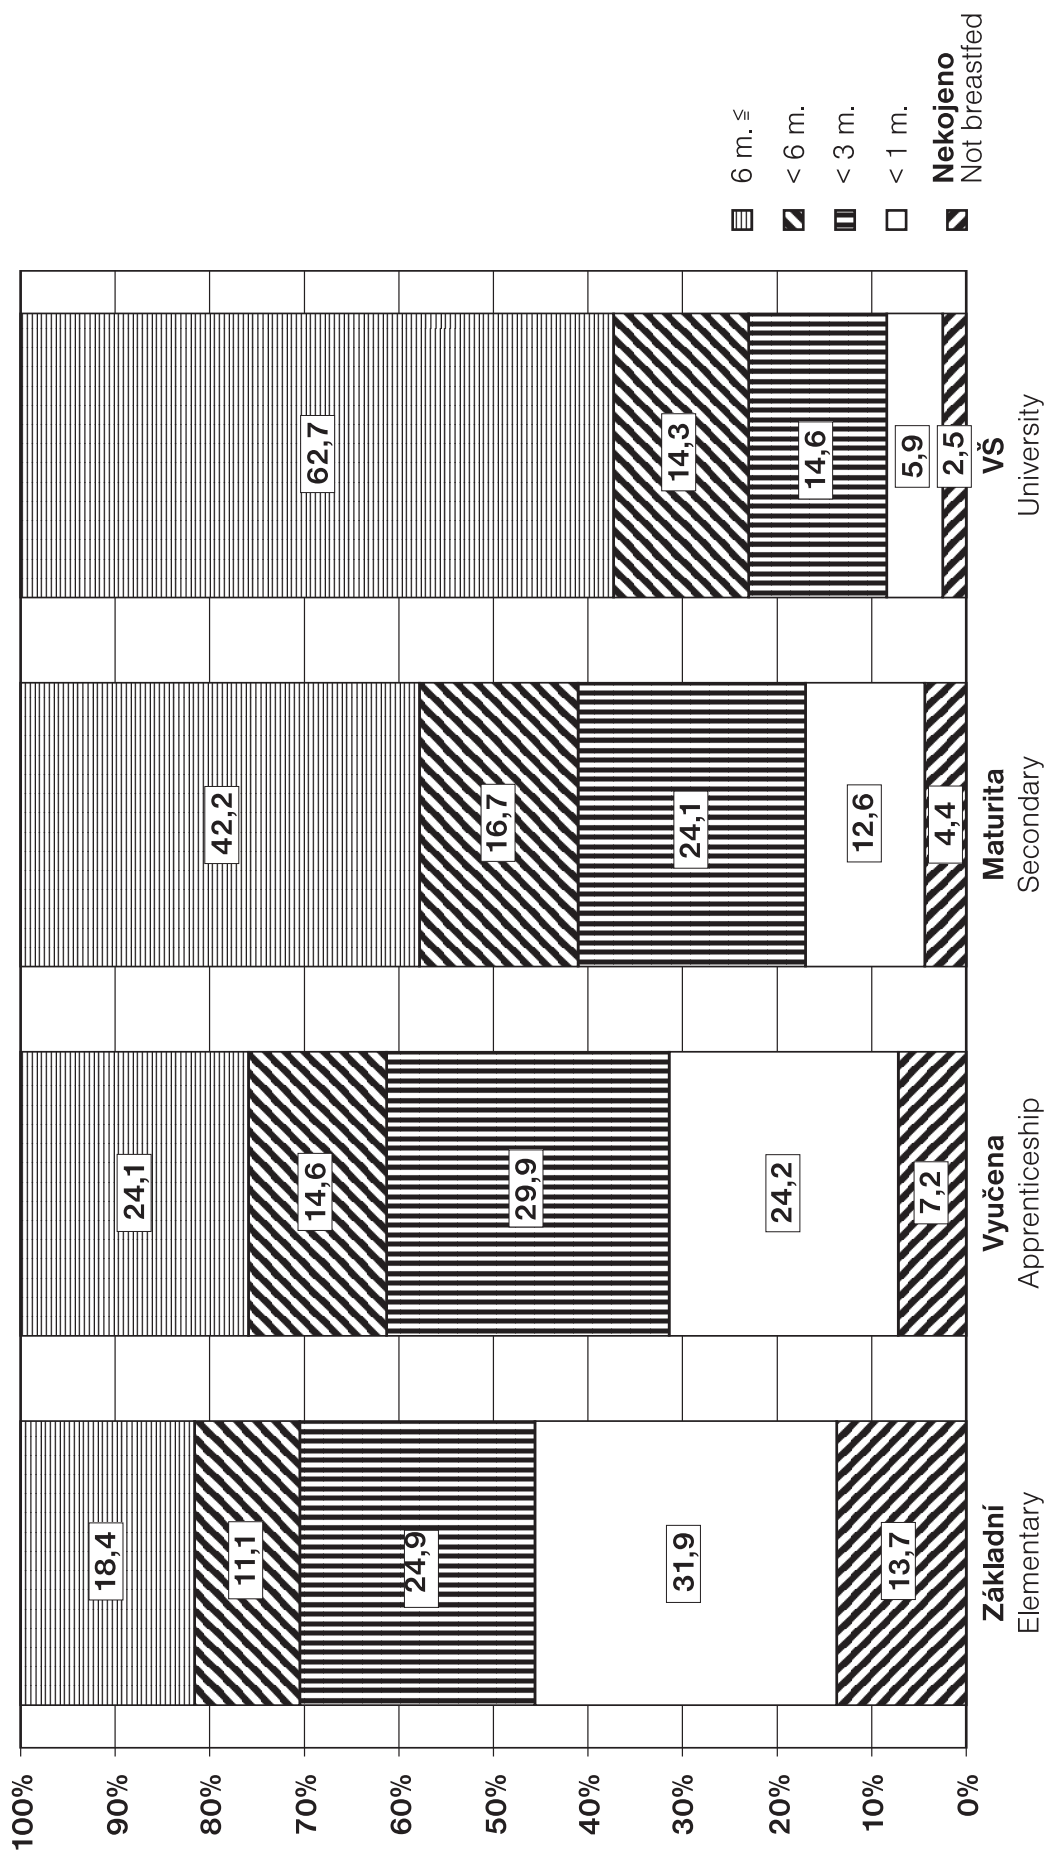 100%
90%
80%
70%
60%
50%
40%
30%
20%
10%
0%
18,4
11,1
24,9
31,9
13,7
24,1
14,6
29,9
24,2
7,2
42,2
16,7
24,1
12,6
4,4
62,7
14,3
14,6
5,9
2,5
Základní
Elementary
Vyučena
Apprenticeship
Maturita
Secondary
VŠ
University
6 m. ≤
< 6 m.
< 3 m.
< 1 m.
Nekojeno
Not breastfed